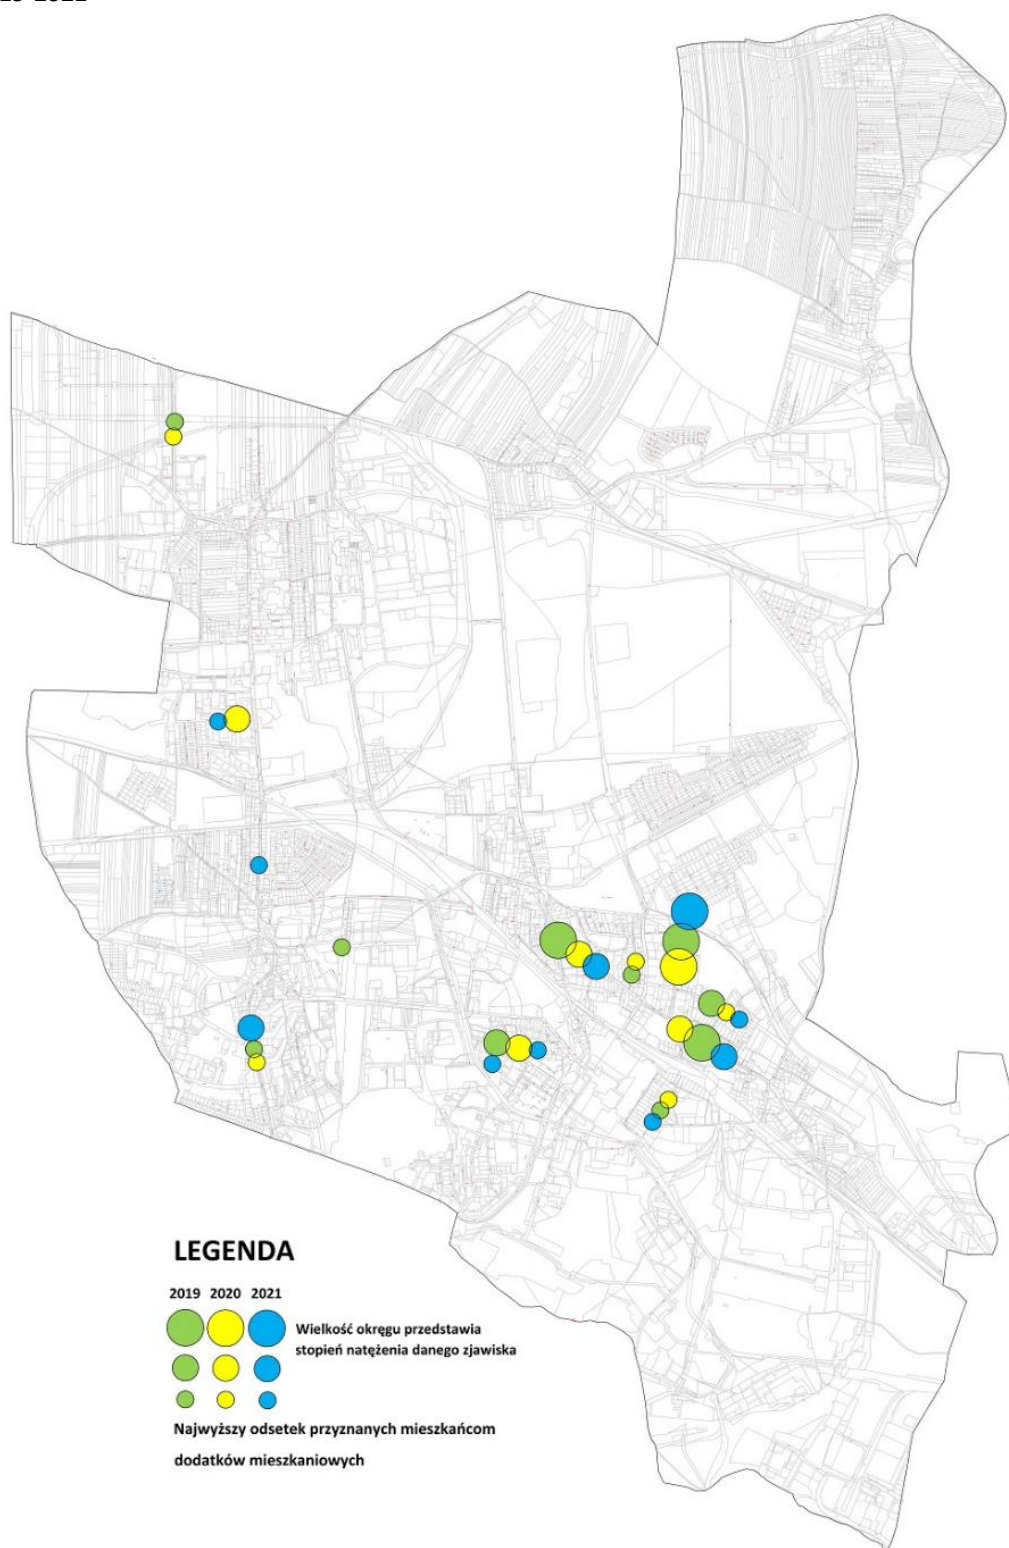 LEGENDA
2019 2020 2021
Wielkość okręgu przedstawia
stopień natężenia danego zjawiska
Najwyższy odsetek przyznanych mieszkańcom
dodatków mieszkaniowych